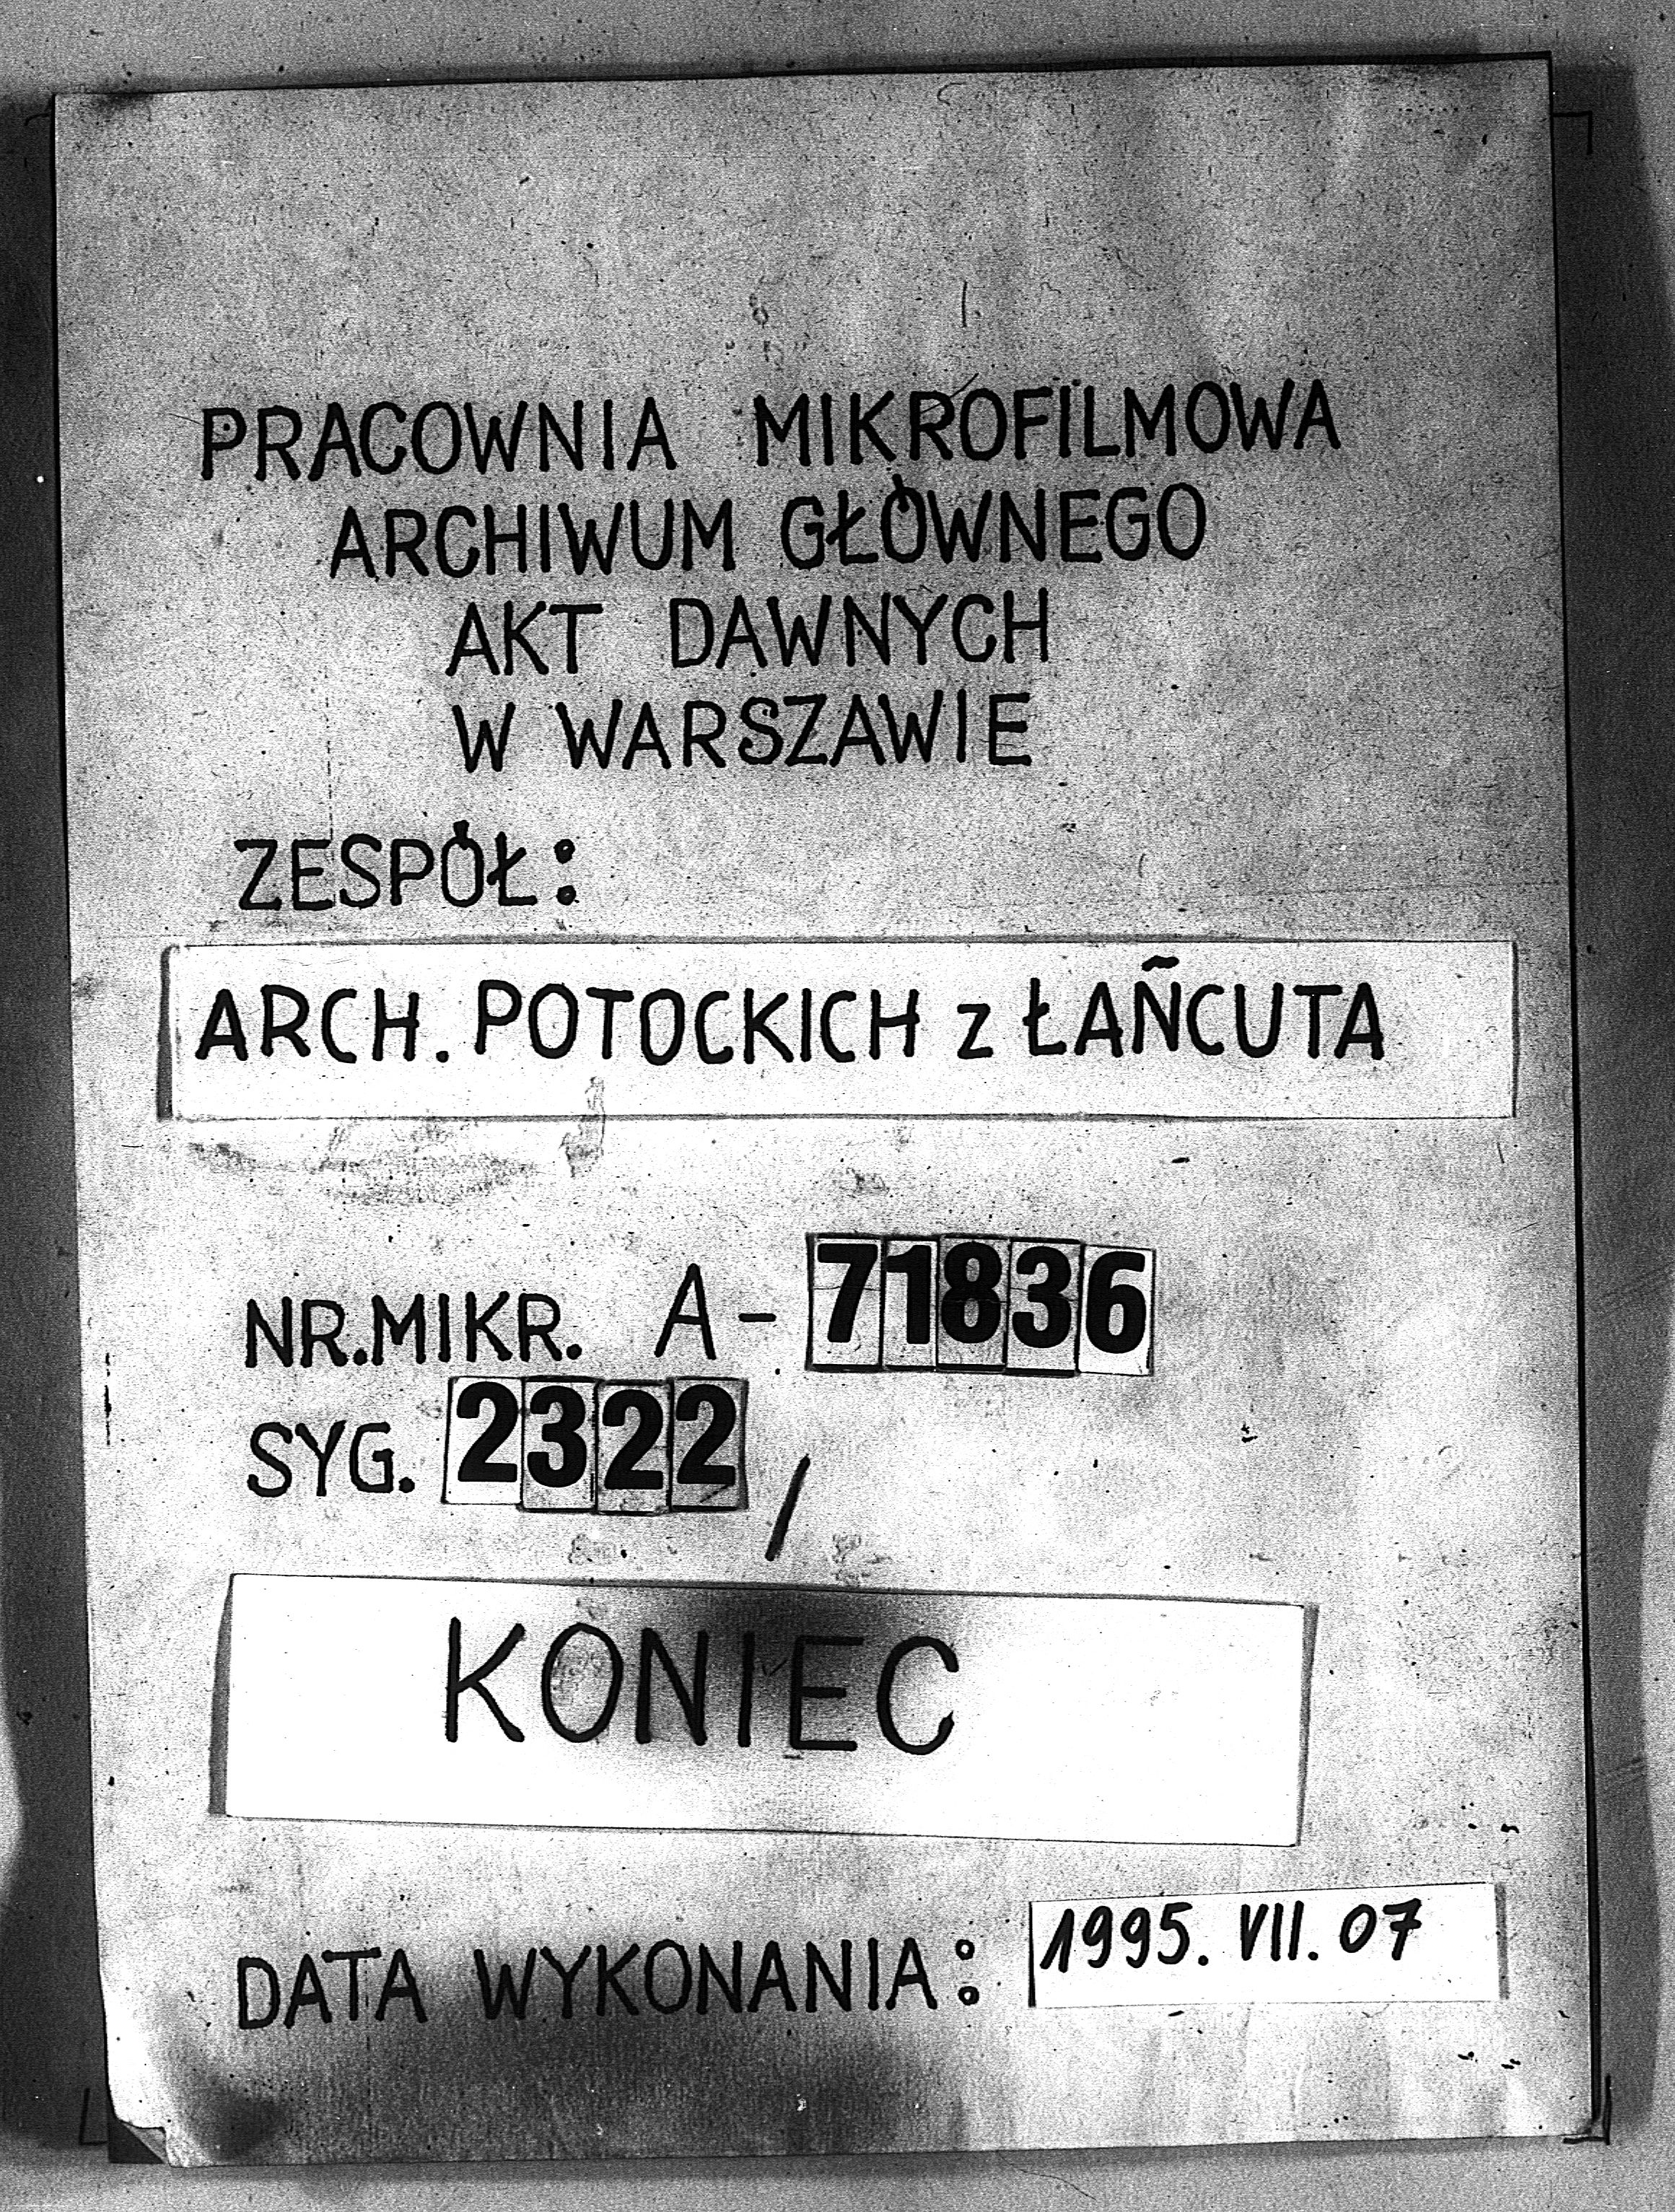 PRACOWNIA MIKROFILMOWA
ARCHIWUM GŁÓWNEGO
AKT DAWNYCH
W WARSZAWIE
ZESPÓŁ:
ARCH. POTOCKICH z ŁAŃCUTA
NR.MIKR. A-71836
SYG. 2322/
KONIEC
DATA WYKONANIA: 1995. VII. 07